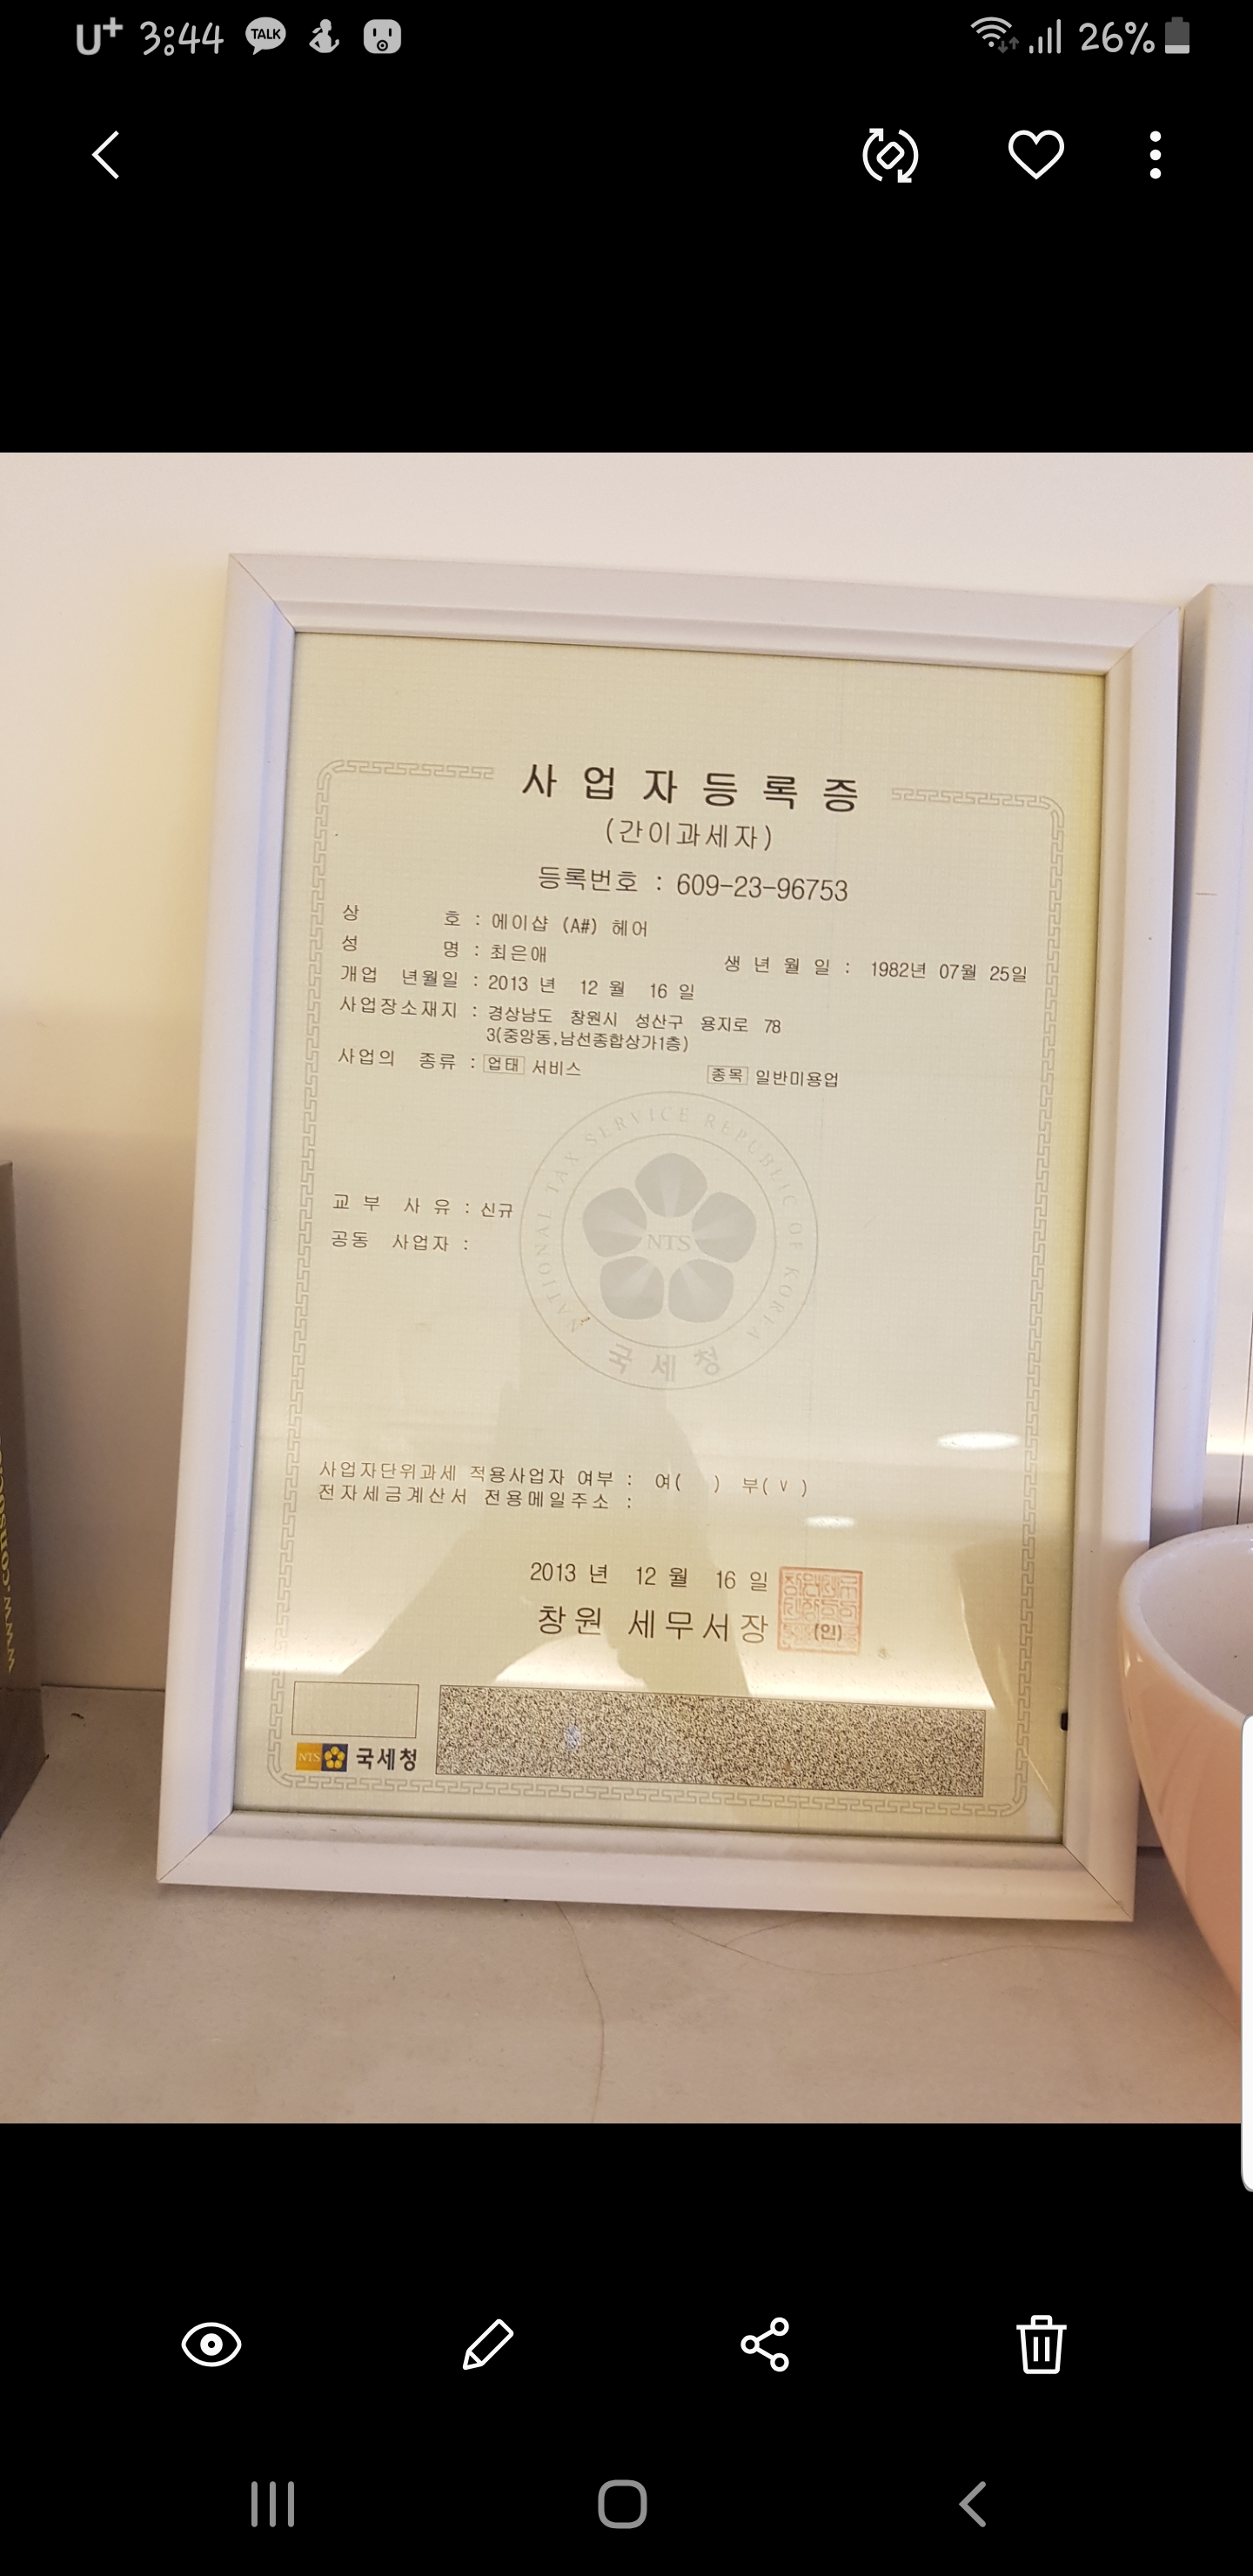 U+ 3:44 TALK 26%
사업자등록증
(간이과세자)
등록번호 : 609-23-96753
상 호 : 에이샵 (A#) 헤어
성 명 : 최은애 생 년 월 일 : 1982년 07월 25일
개업 년월일 : 2013 년 12 월 16 일
사업장소재지 : 경상남도 창원시 성산구 용지로 78
3(중앙동,남선종합상가1층)
사업의 종류 : 업태 서비스 종목 일반미용업
NATIONAL TAX SERVICE REPUBLIC OF KOREA
NTS
국세청
교 부 사 유 : 신규
공동 사업자 :
사업자단위과세 적용사업자 여부 : 여( ) 부( v )
전자세금계산서 전용메일주소 :
2013 년 12 월 16 일
창원 세무서장
(인)
NTS 국세청